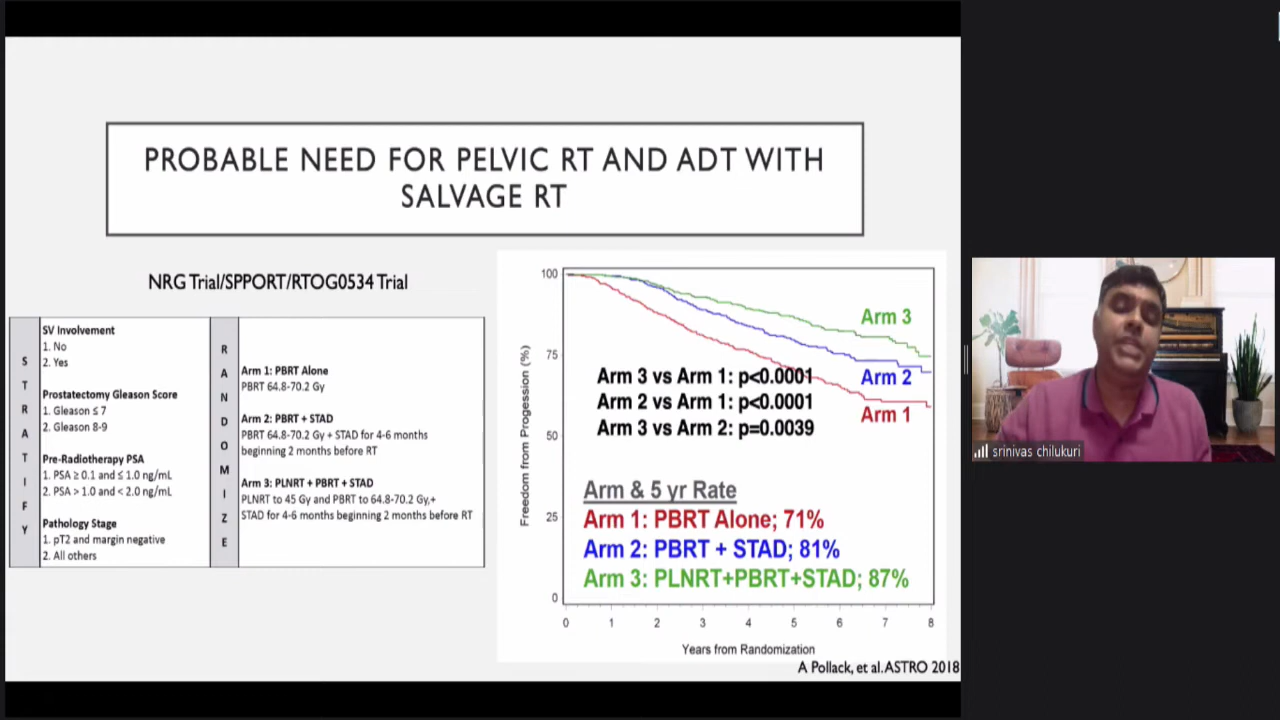 PROBABLE NEED FOR PELVIC RT AND ADT WITH
SALVAGE RT
NRG Trial/SPPORT/RTOG0534 Trial
STRATIFY
SV Involvement
1. No
2. Yes
Prostatectomy Gleason Score
1. Gleason ≤ 7
2. Gleason 8-9
Pre-Radiotherapy PSA
1. PSA ≥ 0.1 and ≤ 1.0 ng/mL
2. PSA > 1.0 and < 2.0 ng/mL
Pathology Stage
1. pT2 and margin negative
2. All others
RANDOMIZE
Arm 1: PBRT Alone
PBRT 64.8-70.2 Gy
Arm 2: PBRT + STAD
PBRT 64.8-70.2 Gy + STAD for 4-6 months
beginning 2 months before RT
Arm 3: PLNRT + PBRT + STAD
PLNRT to 45 Gy and PBRT to 64.8-70.2 Gy,+
STAD for 4-6 months beginning 2 months before RT
Freedom from Progession (%)
100
75
50
25
0
Arm 3
Arm 2
Arm 1
Arm 3 vs Arm 1: p<0.0001
Arm 2 vs Arm 1: p<0.0001
Arm 3 vs Arm 2: p=0.0039
Arm & 5 yr Rate
Arm 1: PBRT Alone; 71%
Arm 2: PBRT + STAD; 81%
Arm 3: PLNRT+PBRT+STAD; 87%
0 1 2 3 4 5 6 7 8
Years from Randomization
A Pollack, et al. ASTRO 2018
srinivas chilukuri